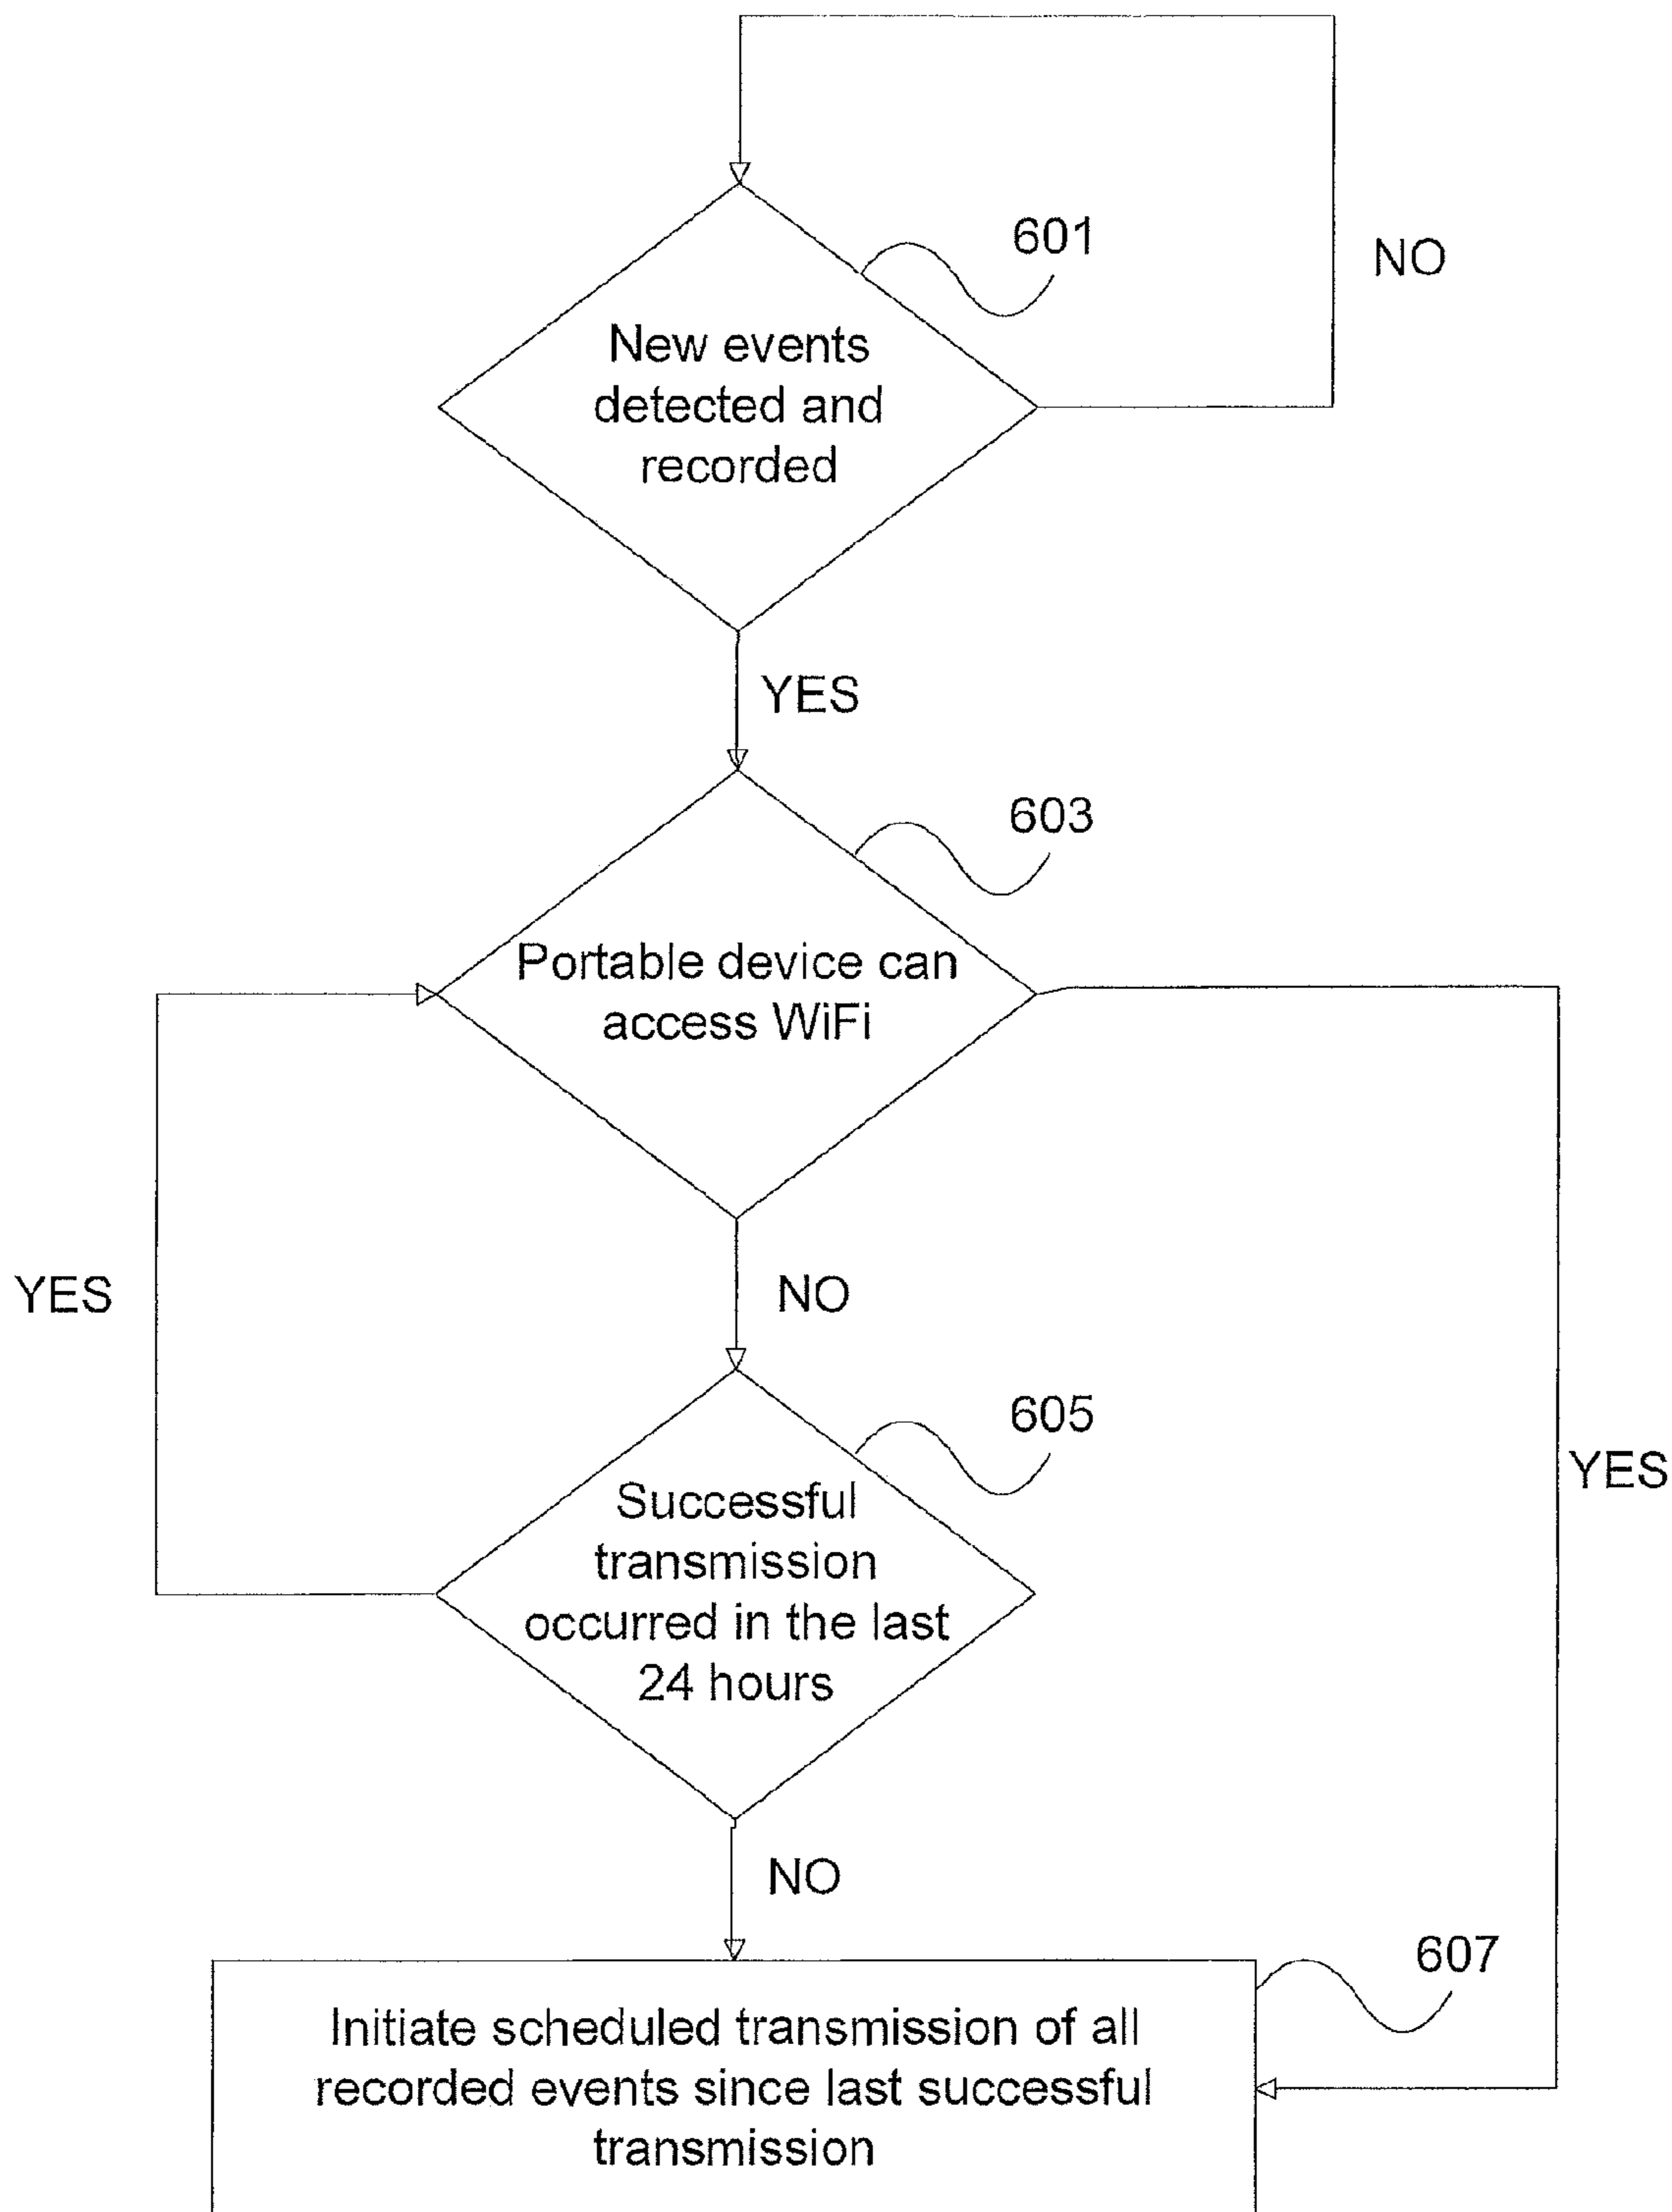 601
NO
New events
detected and
recorded
YES
603
Portable device can
access WiFi
YES
NO
605
YES
Successful
transmission
occurred in the last
24 hours
NO
607
Initiate scheduled transmission of all
recorded events since last successful
transmission